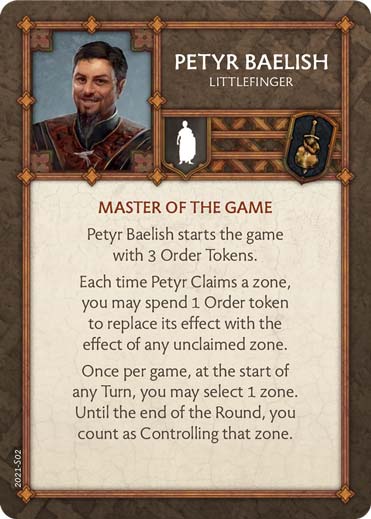 PETYR BAELISH
LITTLEFINGER
MASTER OF THE GAME
Petyr Baelish starts the game
with 3 Order Tokens.
Each time Petyr Claims a zone,
you may spend 1 Order token
to replace its effect with the
effect of any unclaimed zone.
Once per game, at the start of
any Turn, you may select 1 zone.
Until the end of the Round, you
count as Controlling that zone.
2021-S02